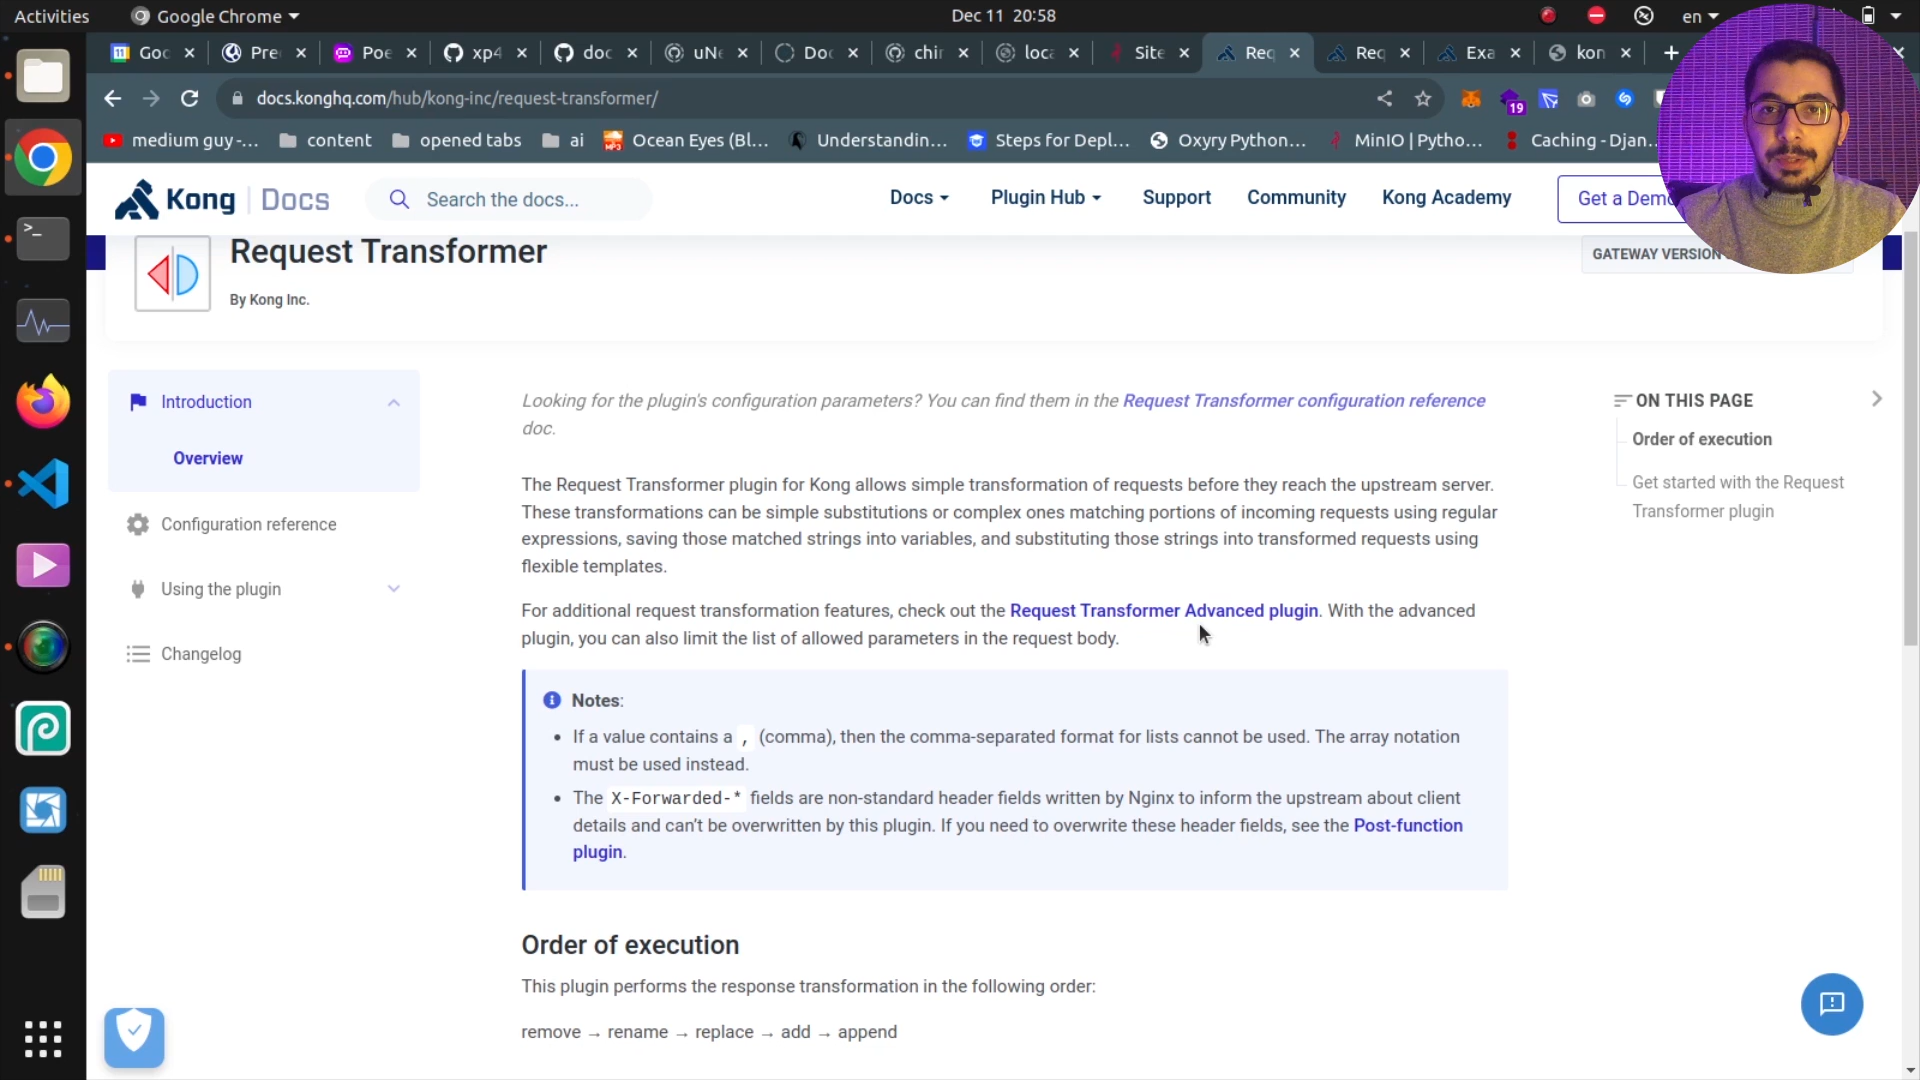 Activities
Google Chrome
Dec 11 20:58
en
Goc
Pre
Poe
xp4
doc
uNe
Doc
chir
loca
Site
Req
Req
Exa
kon
docs.konghq.com/hub/kong-inc/request-transformer/
19
medium guy -...
content
opened tabs
ai
Ocean Eyes (Bl...
Understandin...
Steps for Depl...
Oxyry Python...
MinIO | Pytho...
Caching - Djan...
Kong | Docs
Search the docs...
Docs
Plugin Hub
Support
Community
Kong Academy
Get a Demo
Request Transformer
By Kong Inc.
GATEWAY VERSION
Introduction
Overview
Configuration reference
Using the plugin
Changelog
Looking for the plugin's configuration parameters? You can find them in the Request Transformer configuration reference
doc.
The Request Transformer plugin for Kong allows simple transformation of requests before they reach the upstream server.
These transformations can be simple substitutions or complex ones matching portions of incoming requests using regular
expressions, saving those matched strings into variables, and substituting those strings into transformed requests using
flexible templates.
For additional request transformation features, check out the Request Transformer Advanced plugin. With the advanced
plugin, you can also limit the list of allowed parameters in the request body.
Notes:
• If a value contains a , (comma), then the comma-separated format for lists cannot be used. The array notation
must be used instead.
• The X-Forwarded-* fields are non-standard header fields written by Nginx to inform the upstream about client
details and can't be overwritten by this plugin. If you need to overwrite these header fields, see the Post-function
plugin.
Order of execution
This plugin performs the response transformation in the following order:
remove → rename → replace → add → append
ON THIS PAGE
Order of execution
Get started with the Request
Transformer plugin